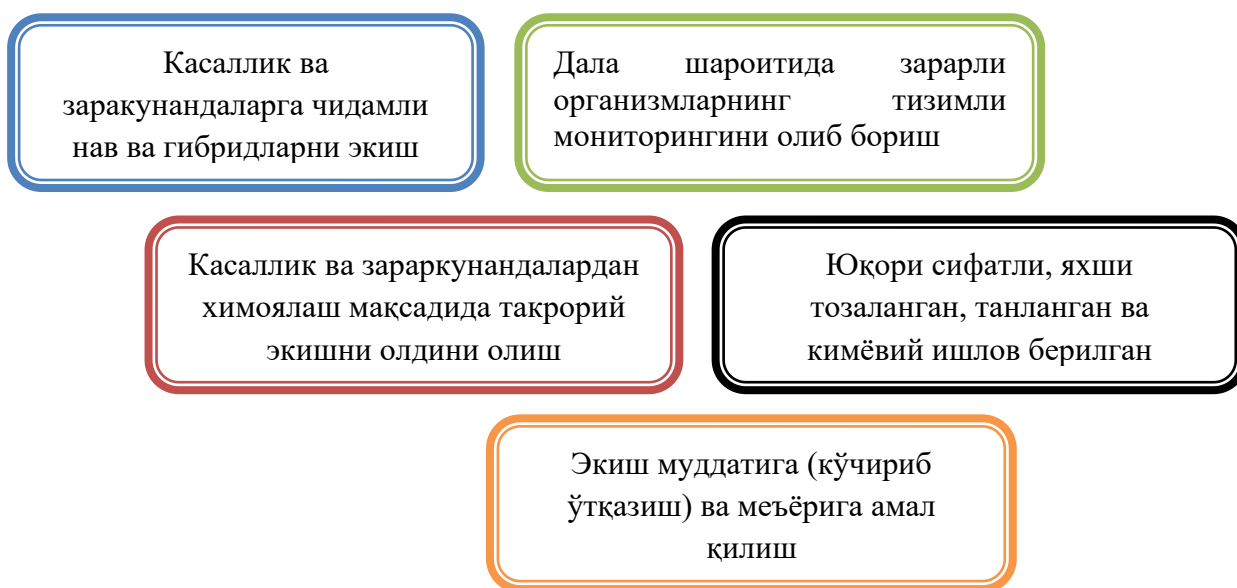 Касаллик ва
заракунандаларга чидамли
нав ва гибридларни экиш
Дала шароитида зарарли
организмларнинг тизимли
мониторингини олиб бориш
Касаллик ва зараркунандалардан
химоялаш мақсадида такрорий
экишни олдини олиш
Юқори сифатли, яхши
тозаланган, танланган ва
кимёвий ишлов берилган
Экиш муддатига (кўчириб
ўтқазиш) ва меъёрига амал
қилиш